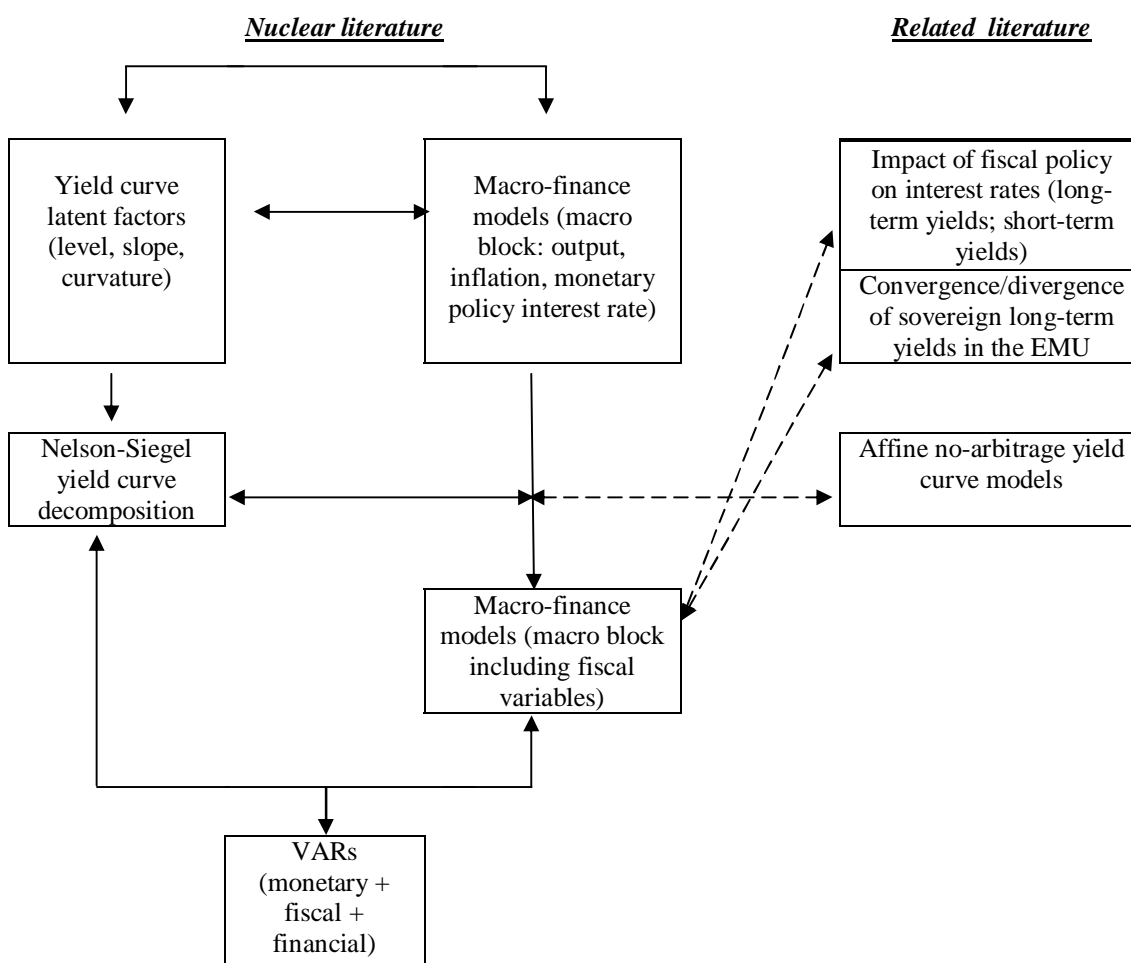 Nuclear literature
Related literature
Yield curve
latent factors
(level, slope,
curvature)
Macro-finance
models (macro
block: output,
inflation, monetary
policy interest rate)
Impact of fiscal policy
on interest rates (long-
term yields; short-term
yields)
Convergence/divergence
of sovereign long-term
yields in the EMU
Nelson-Siegel
yield curve
decomposition
Affine no-arbitrage yield
curve models
Macro-finance
models (macro block
including fiscal
variables)
VARs
(monetary +
fiscal +
financial)